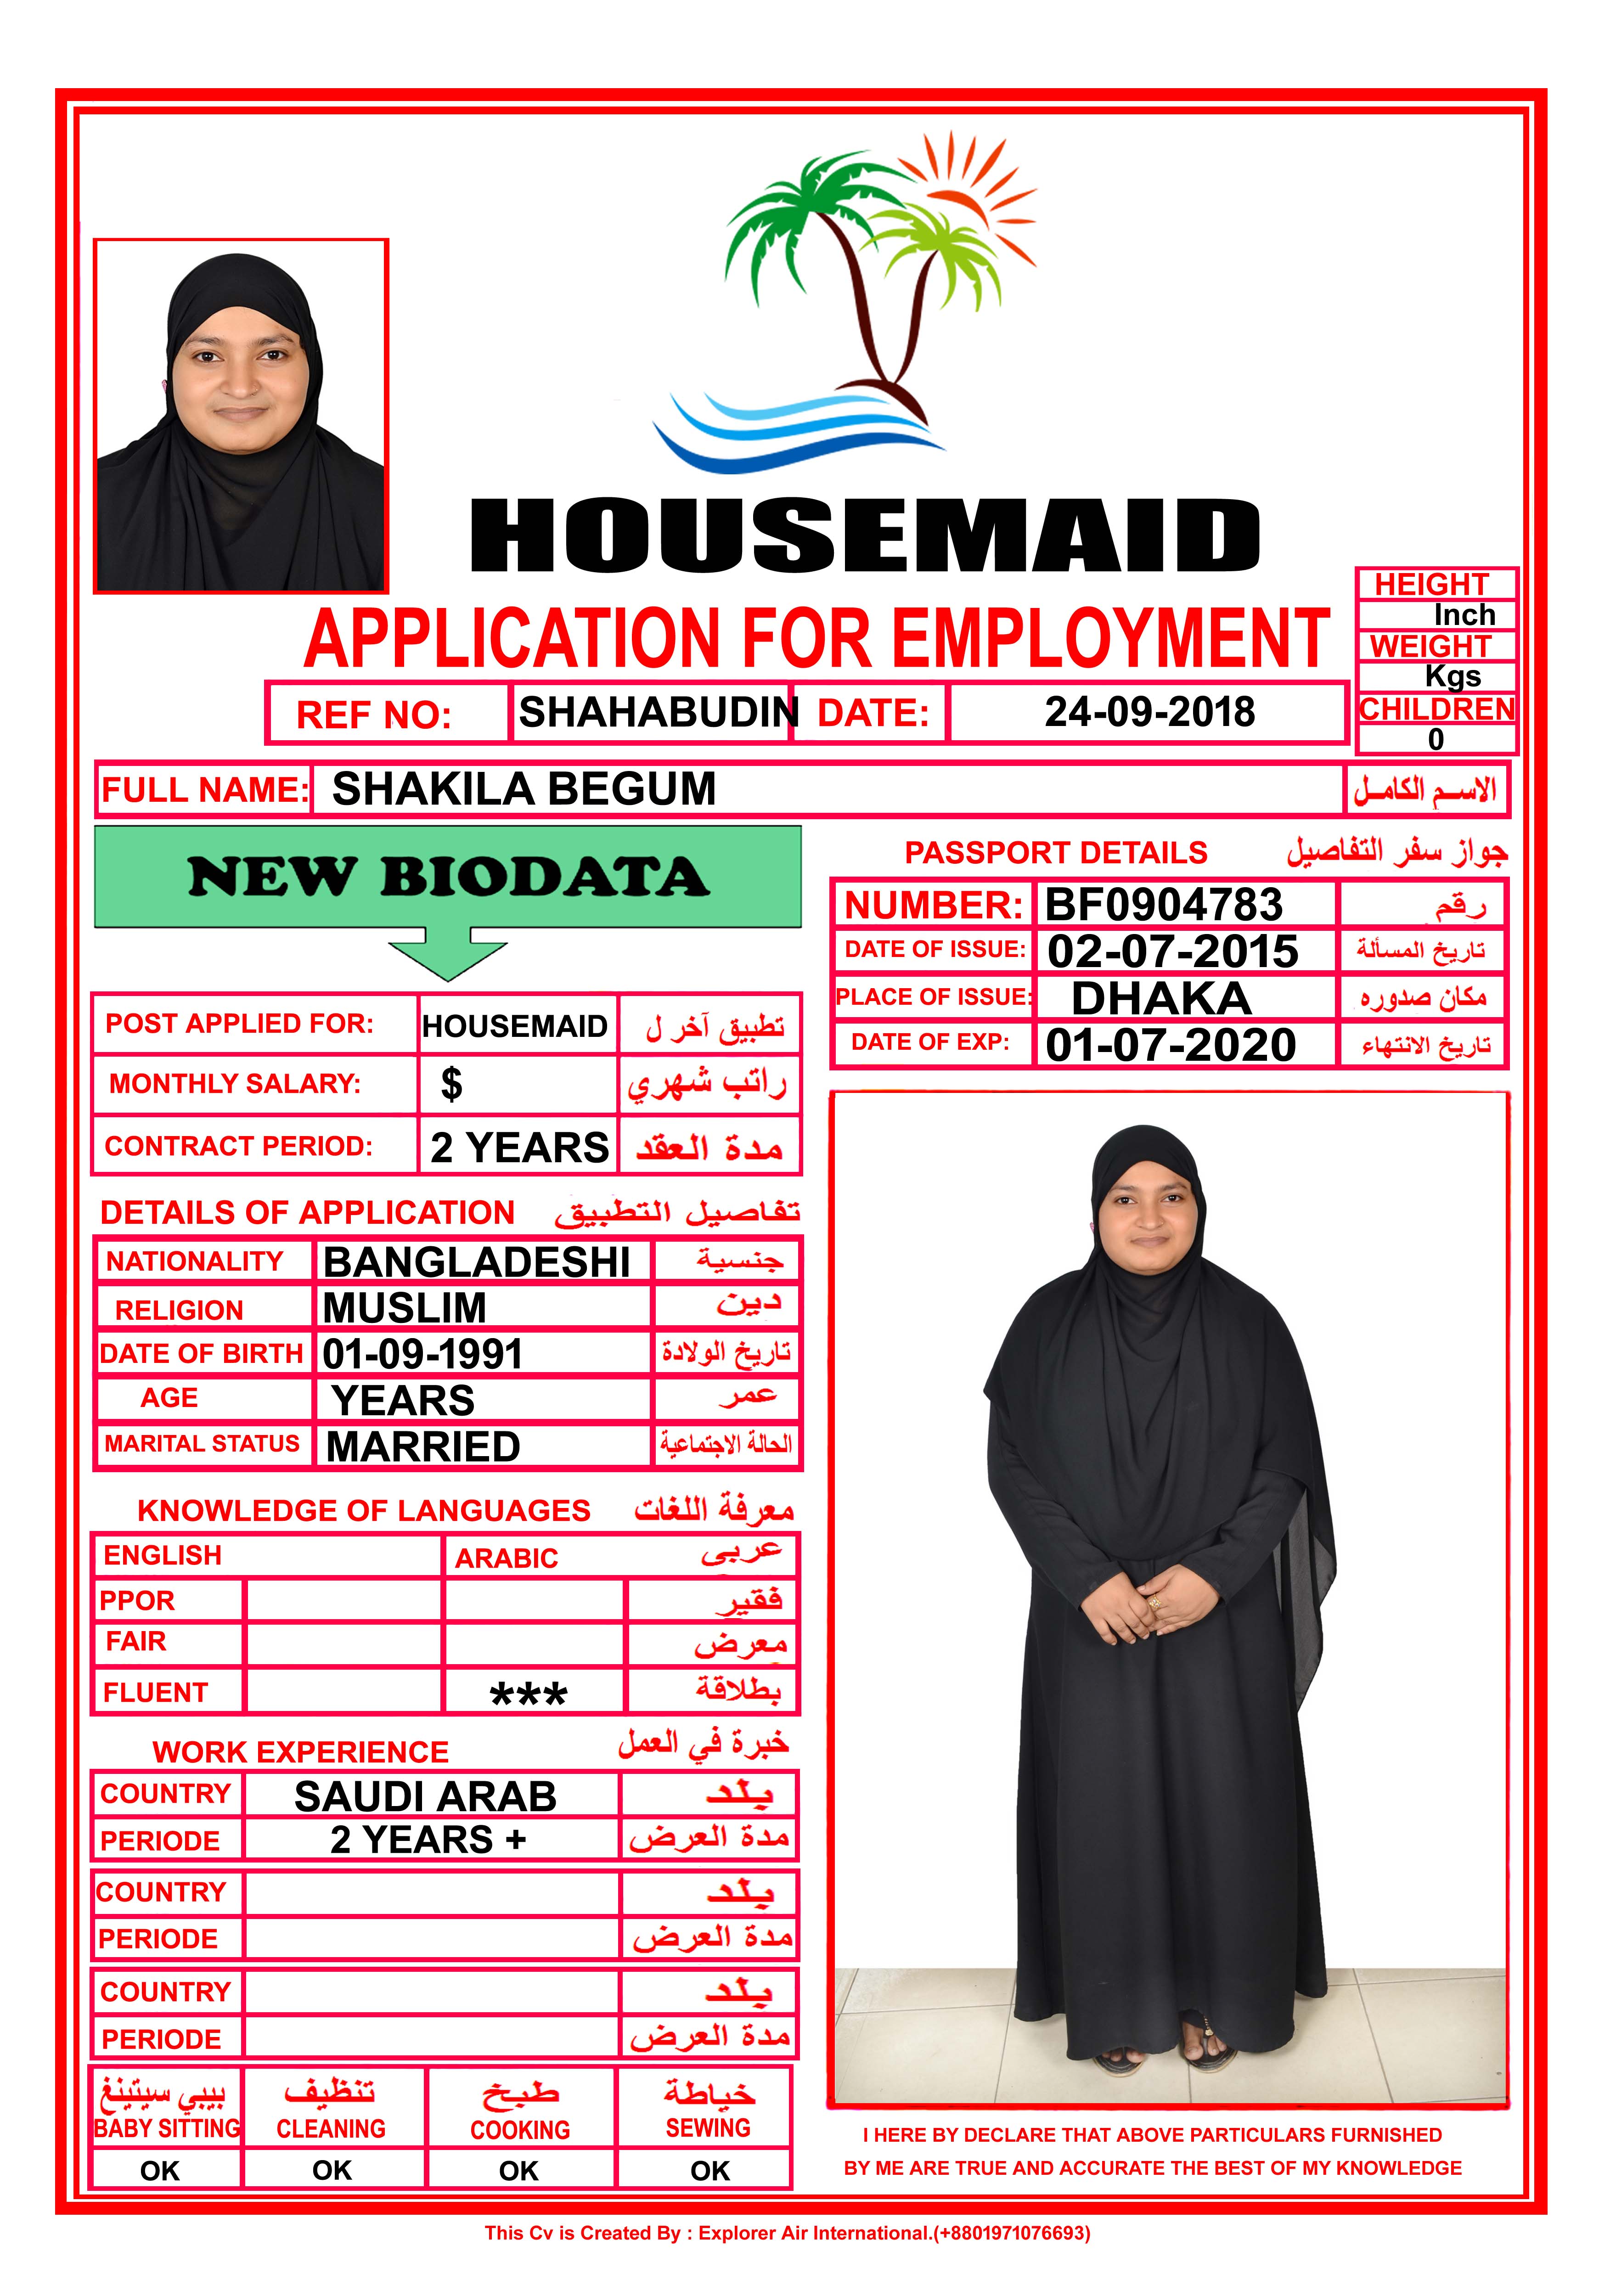 HOUSEMAID
APPLICATION FOR EMPLOYMENT
HEIGHT
Inch
WEIGHT
Kgs
CHILDREN
0
REF NO: SHAHABUDIN DATE: 24-09-2018
FULL NAME: SHAKILA BEGUM الاسم الكامل
NEW BIODATA
POST APPLIED FOR: HOUSEMAID تطبيق آخر ل
MONTHLY SALARY: $ راتب شهري
CONTRACT PERIOD: 2 YEARS مدة العقد
DETAILS OF APPLICATION تفاصيل التطبيق
NATIONALITY BANGLADESHI جنسية
RELIGION MUSLIM دين
DATE OF BIRTH 01-09-1991 تاريخ الولادة
AGE YEARS عمر
MARITAL STATUS MARRIED الحالة الاجتماعية
KNOWLEDGE OF LANGUAGES معرفة اللغات
ENGLISH ARABIC عربى
PPOR فقير
FAIR معرض
FLUENT *** بطلاقة
WORK EXPERIENCE خبرة في العمل
COUNTRY SAUDI ARAB بلد
PERIODE 2 YEARS + مدة العرض
COUNTRY بلد
PERIODE مدة العرض
COUNTRY بلد
PERIODE مدة العرض
بيبي سيتينغ تنظيف طبخ خياطة
BABY SITTING CLEANING COOKING SEWING
OK OK OK OK
PASSPORT DETAILS جواز سفر التفاصيل
NUMBER: BF0904783 رقم
DATE OF ISSUE: 02-07-2015 تاريخ المسألة
PLACE OF ISSUE: DHAKA مكان صدوره
DATE OF EXP: 01-07-2020 تاريخ الانتهاء
I HERE BY DECLARE THAT ABOVE PARTICULARS FURNISHED
BY ME ARE TRUE AND ACCURATE THE BEST OF MY KNOWLEDGE
This Cv is Created By : Explorer Air International.(+8801971076693)